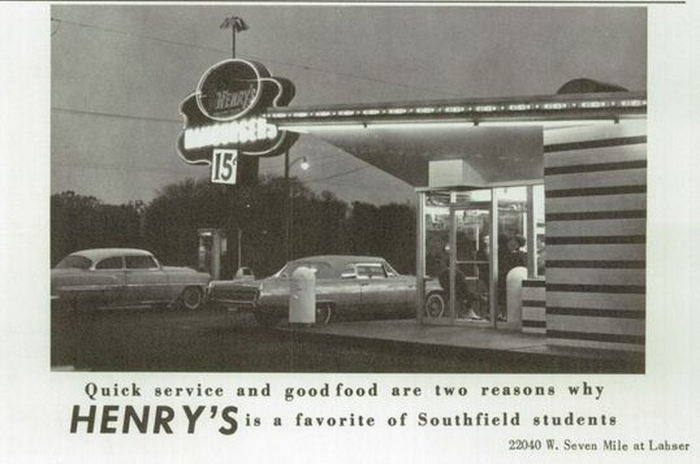 HENRY'S
HAMBURGERS
15¢
Quick service and good food are two reasons why
HENRY'S is a favorite of Southfield students
22040 W. Seven Mile at Lahser